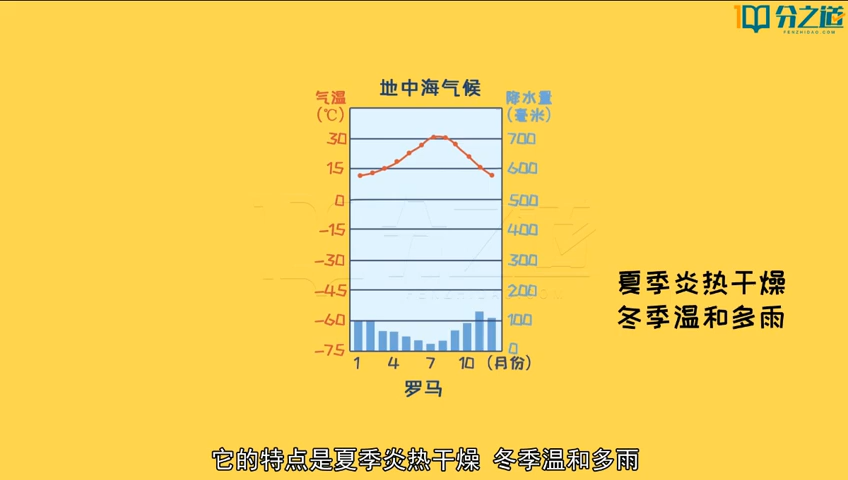 10分之道
FENZHIDAO.COM
地中海气候
气温
(℃)
降水量
(毫米)
30
15
0
-15
-30
-45
-60
-75
700
600
500
400
300
200
100
0
1 4 7 10 (月份)
罗马
夏季炎热干燥
冬季温和多雨
它的特点是夏季炎热干燥 冬季温和多雨